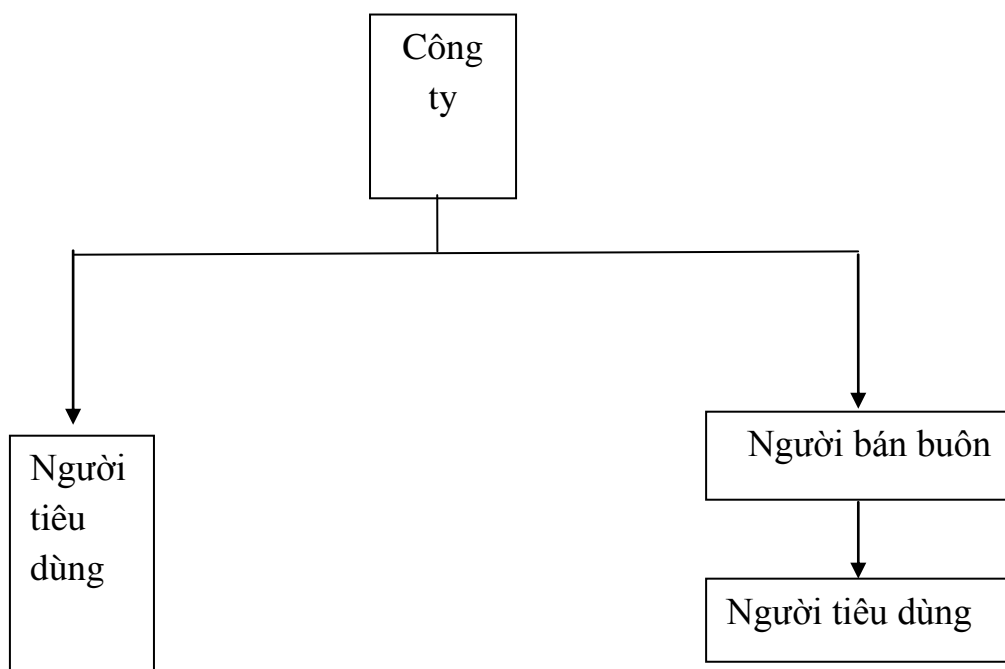 Công
ty
Người
tiêu
dùng
Người bán buôn
Người tiêu dùng